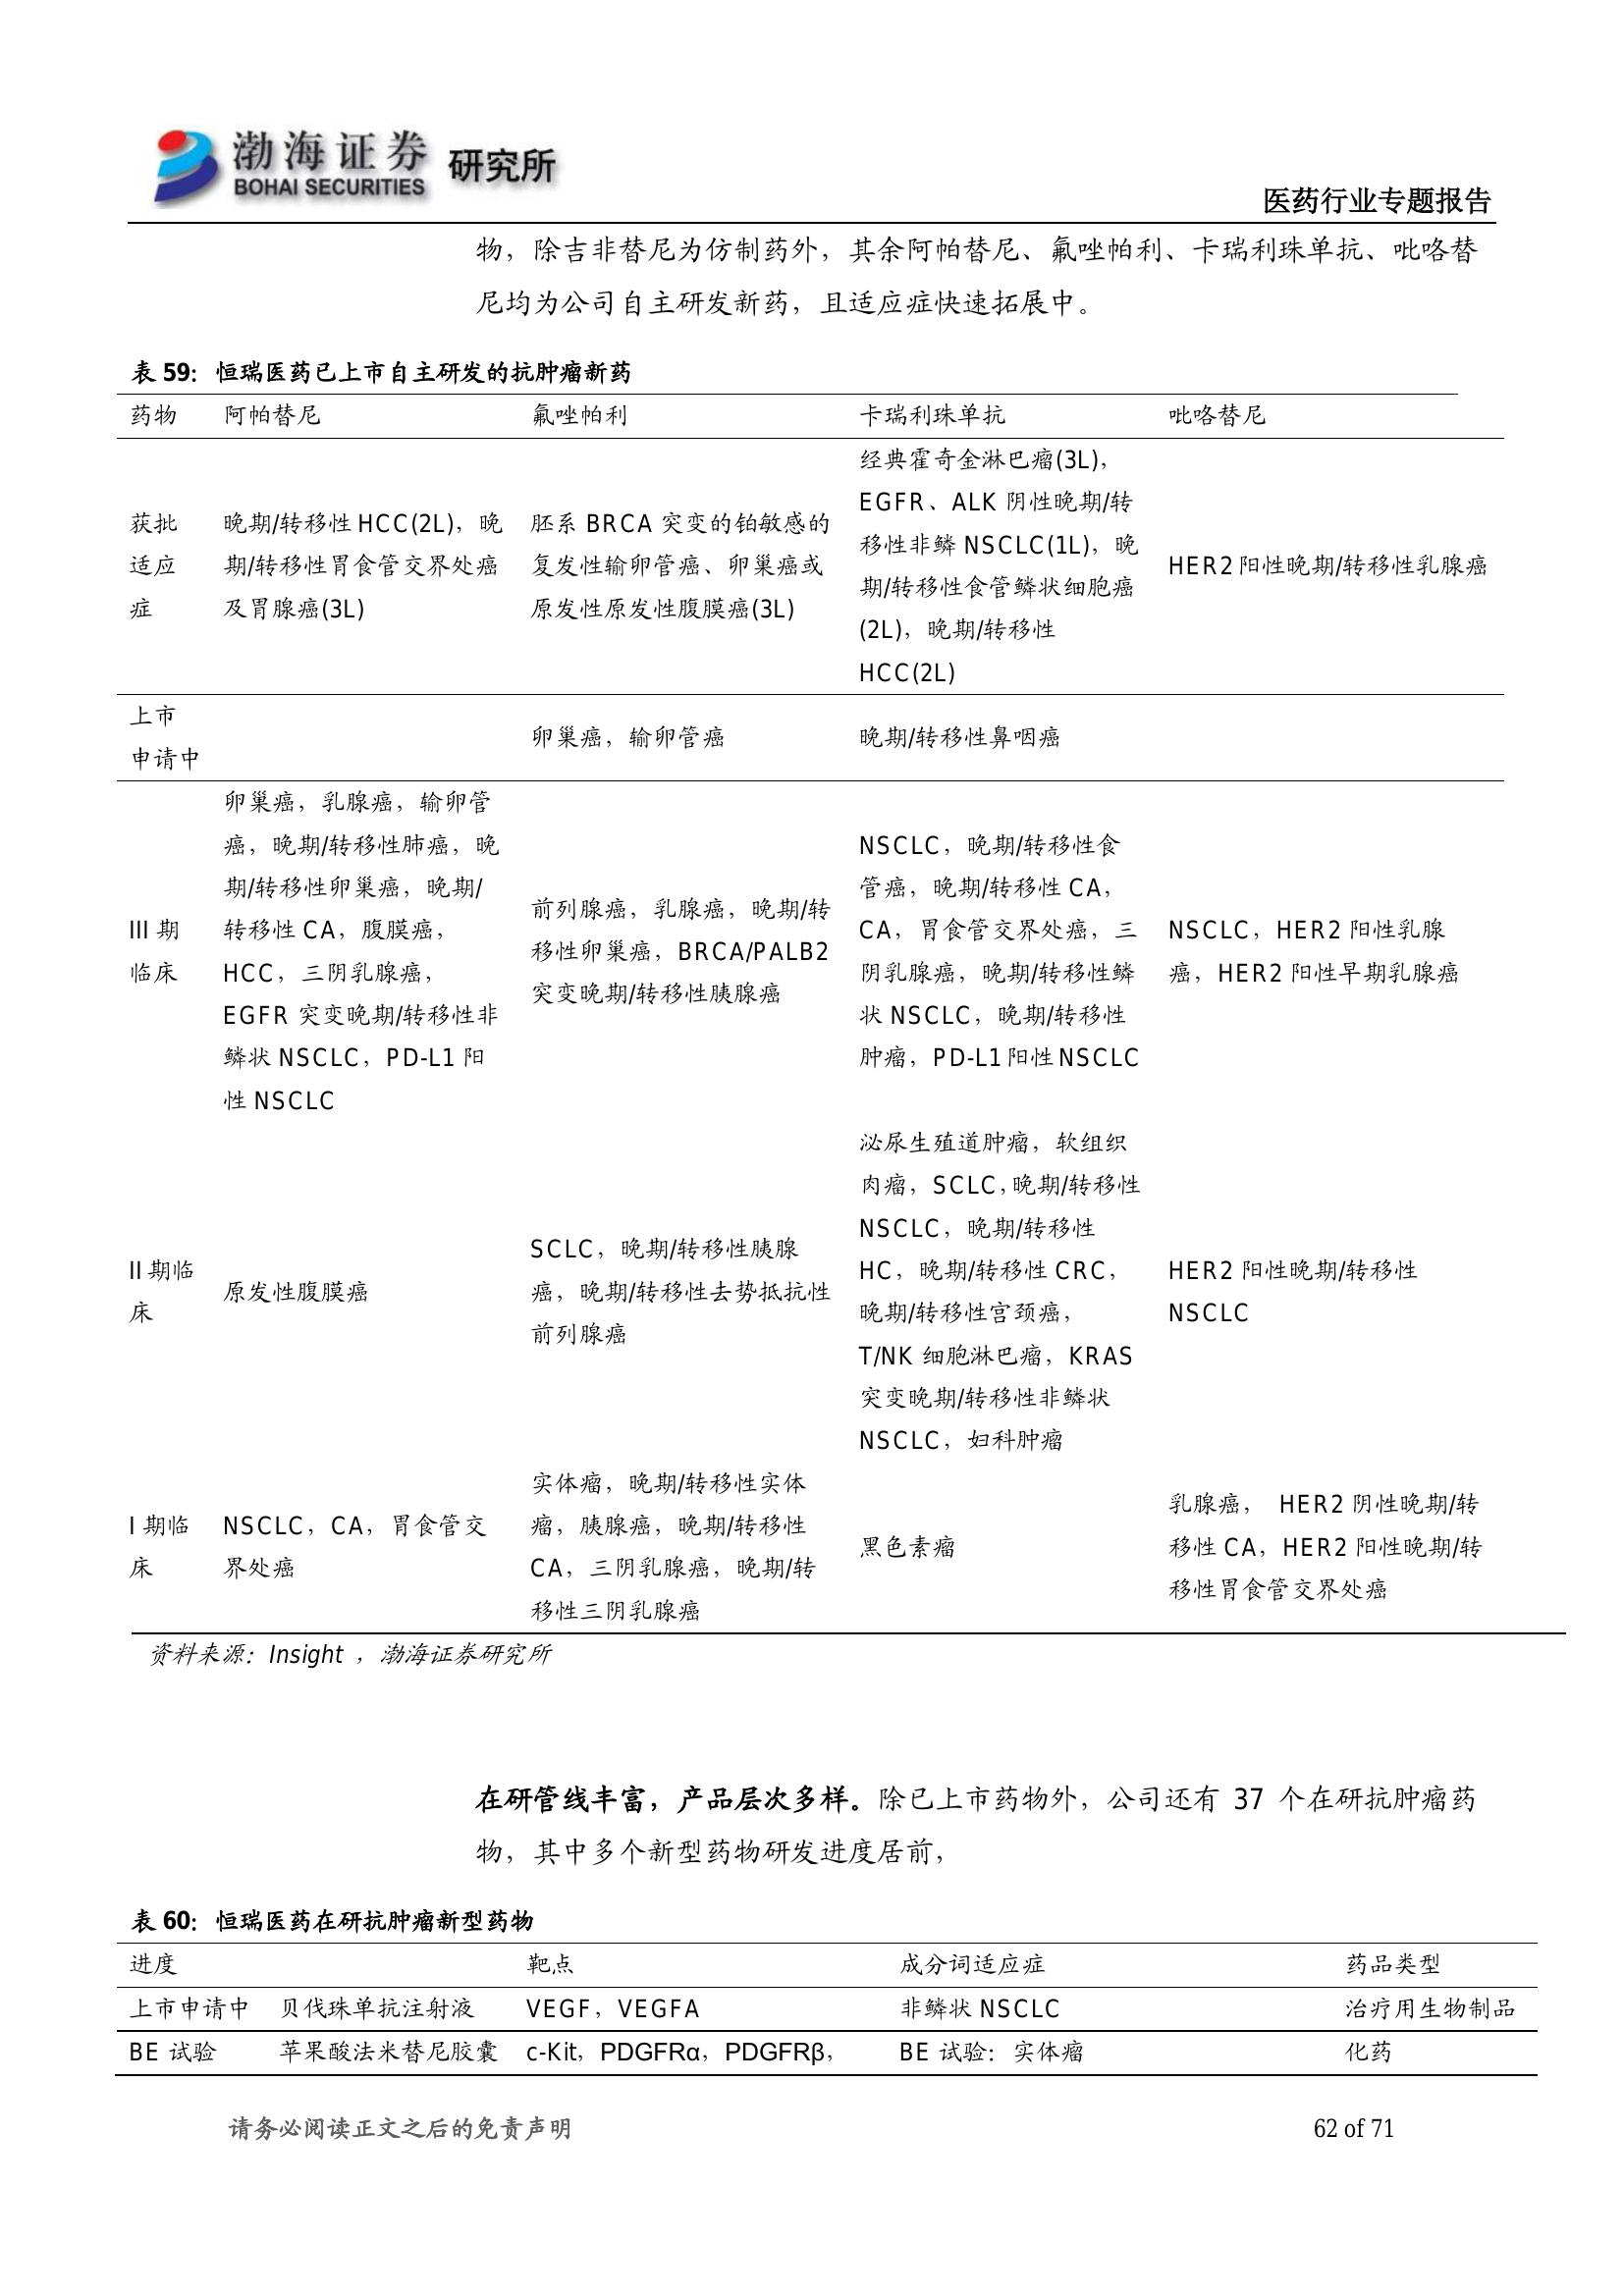 渤海证券 研究所
BOHAI SECURITIES
医药行业专题报告
物，除吉非替尼为仿制药外，其余阿帕替尼、氟唑帕利、卡瑞利珠单抗、吡咯替
尼均为公司自主研发新药，且适应症快速拓展中。
表 59：恒瑞医药已上市自主研发的抗肿瘤新药
药物 阿帕替尼 氟唑帕利 卡瑞利珠单抗 吡咯替尼
获批
适应
症
晚期/转移性 HCC(2L)，晚
期/转移性胃食管交界处癌
及胃腺癌(3L)
胚系 BRCA 突变的铂敏感的
复发性输卵管癌、卵巢癌或
原发性原发性腹膜癌(3L)
经典霍奇金淋巴瘤(3L)，
EGFR、ALK 阴性晚期/转
移性非鳞 NSCLC(1L)，晚
期/转移性食管鳞状细胞癌
(2L)，晚期/转移性
HCC(2L)
HER2 阳性晚期/转移性乳腺癌
上市
申请中
卵巢癌，输卵管癌
晚期/转移性鼻咽癌
III 期
临床
卵巢癌，乳腺癌，输卵管
癌，晚期/转移性肺癌，晚
期/转移性卵巢癌，晚期/
转移性 CA，腹膜癌，
HCC，三阴乳腺癌，
EGFR 突变晚期/转移性非
鳞状 NSCLC，PD-L1 阳
性 NSCLC
前列腺癌，乳腺癌，晚期/转
移性卵巢癌，BRCA/PALB2
突变晚期/转移性胰腺癌
NSCLC，晚期/转移性食
管癌，晚期/转移性 CA，
CA，胃食管交界处癌，三
阴乳腺癌，晚期/转移性鳞
状 NSCLC，晚期/转移性
肿瘤，PD-L1 阳性 NSCLC
NSCLC，HER2 阳性乳腺
癌，HER2 阳性早期乳腺癌
II 期临
床
原发性腹膜癌
SCLC，晚期/转移性胰腺
癌，晚期/转移性去势抵抗性
前列腺癌
泌尿生殖道肿瘤，软组织
肉瘤，SCLC，晚期/转移性
NSCLC，晚期/转移性
HC，晚期/转移性 CRC，
晚期/转移性宫颈癌，
T/NK 细胞淋巴瘤，KRAS
突变晚期/转移性非鳞状
NSCLC，妇科肿瘤
HER2 阳性晚期/转移性
NSCLC
I 期临
床
NSCLC，CA，胃食管交
界处癌
实体瘤，晚期/转移性实体
瘤，胰腺癌，晚期/转移性
CA，三阴乳腺癌，晚期/转
移性三阴乳腺癌
黑色素瘤
乳腺癌， HER2 阴性晚期/转
移性 CA，HER2 阳性晚期/转
移性胃食管交界处癌
资料来源：Insight ，渤海证券研究所
在研管线丰富，产品层次多样。除已上市药物外，公司还有 37 个在研抗肿瘤药
物，其中多个新型药物研发进度居前，
表 60：恒瑞医药在研抗肿瘤新型药物
进度 靶点 成分词适应症 药品类型
上市申请中 贝伐珠单抗注射液 VEGF，VEGFA 非鳞状 NSCLC 治疗用生物制品
BE 试验 苹果酸法米替尼胶囊 c-Kit，PDGFRα，PDGFRβ， BE 试验：实体瘤 化药
请务必阅读正文之后的免责声明 62 of 71